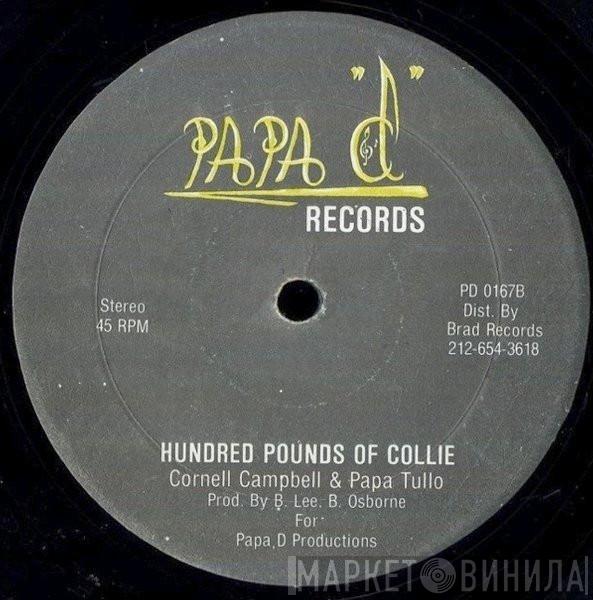 PAPA "d"
RECORDS
Stereo
45 RPM
PD 0167B
Dist. By
Brad Records
212-654-3618
HUNDRED POUNDS OF COLLIE
Cornell Campbell & Papa Tullo
Prod. By B. Lee. B. Osborne
For
Papa D Productions
МАРКЕТ ВИНИЛА